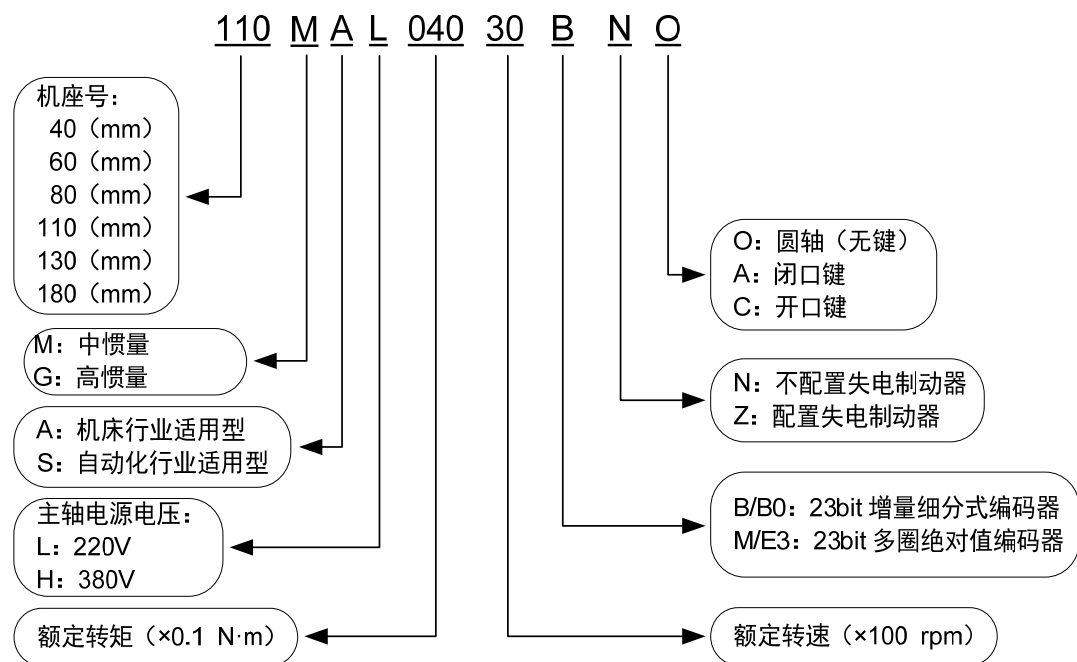 110 M A L 040 30 B N O
机座号：
40（mm）
60（mm）
80（mm）
110（mm）
130（mm）
180（mm）
M：中惯量
G：高惯量
A：机床行业适用型
S：自动化行业适用型
主轴电源电压：
L：220V
H：380V
额定转矩（×0.1 N·m）
O：圆轴（无键）
A：闭口键
C：开口键
N：不配置失电制动器
Z：配置失电制动器
B/B0：23bit 增量细分式编码器
M/E3：23bit 多圈绝对值编码器
额定转速（×100 rpm）